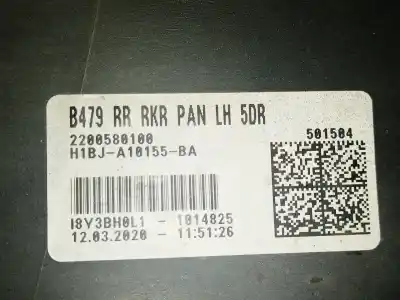 B479 RR RKR PAN LH 5DR
2200580100
H1BJ-A10155-BA
501504
I8V3BH0L1 - 1014825
12.03.2020 - 11:51:26